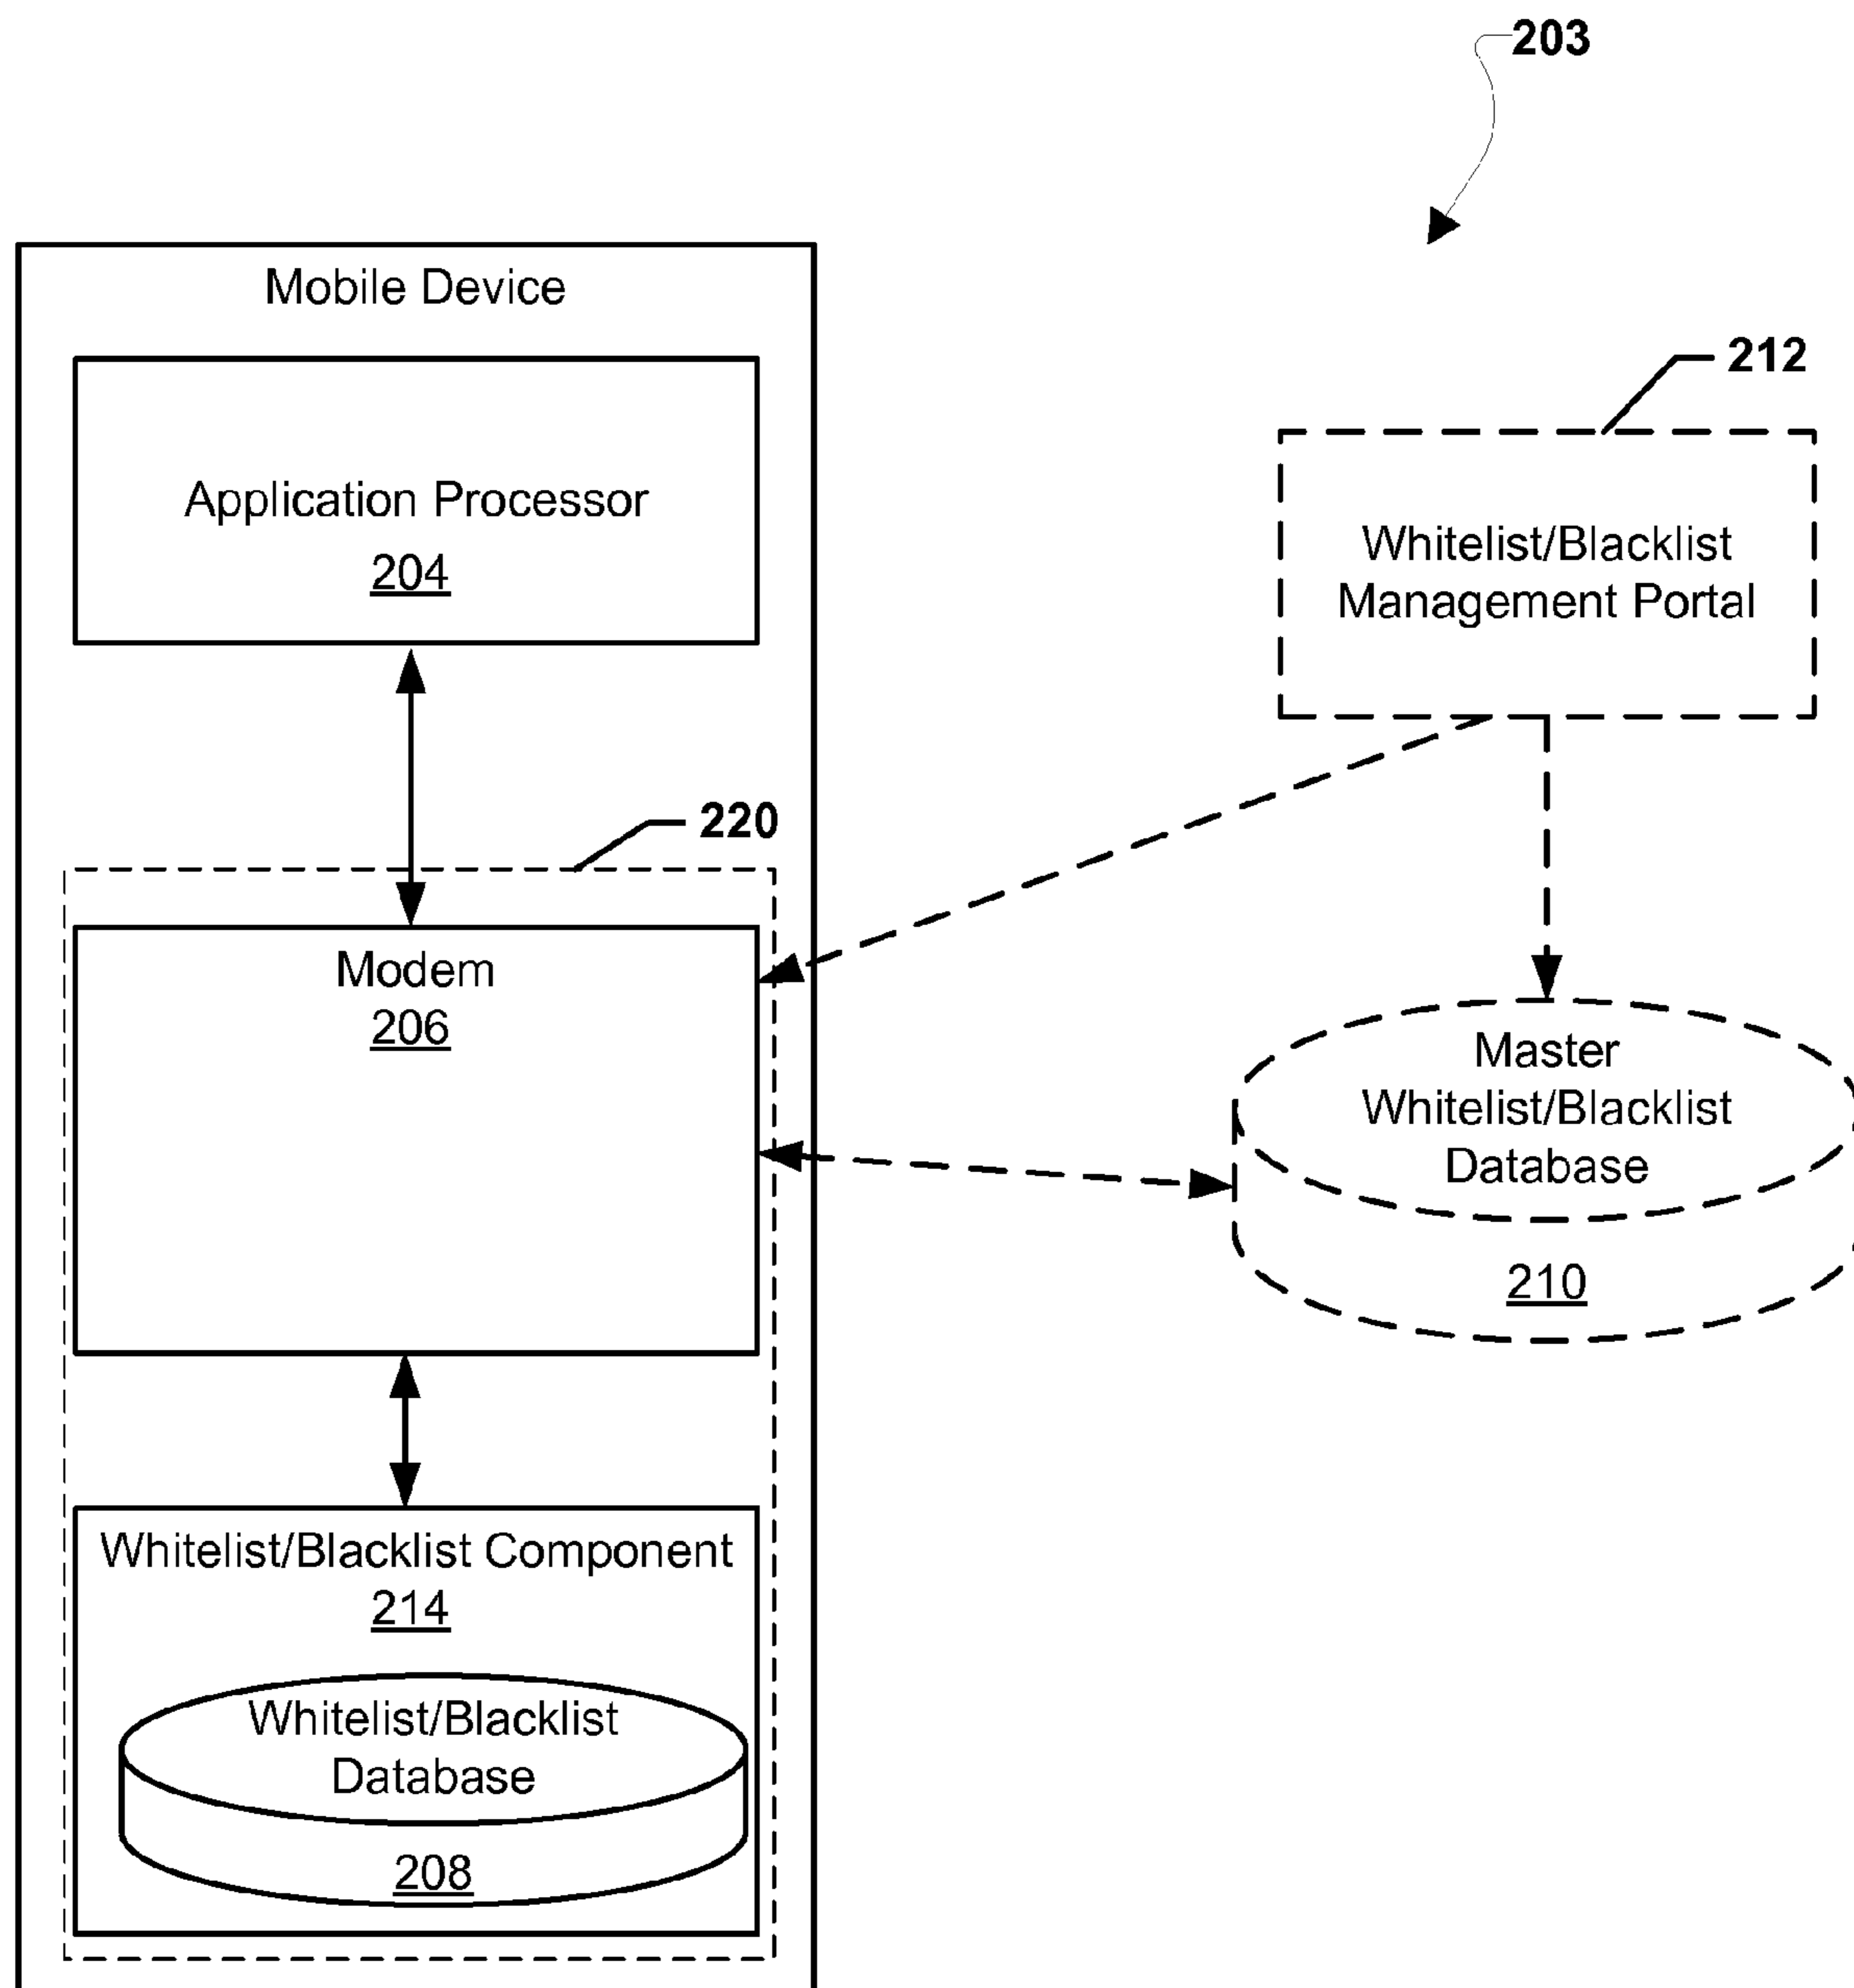 203
Mobile Device
Application Processor
204
212
Whitelist/Blacklist
Management Portal
220
Modem
206
Master
Whitelist/Blacklist
Database
210
Whitelist/Blacklist Component
214
Whitelist/Blacklist
Database
208